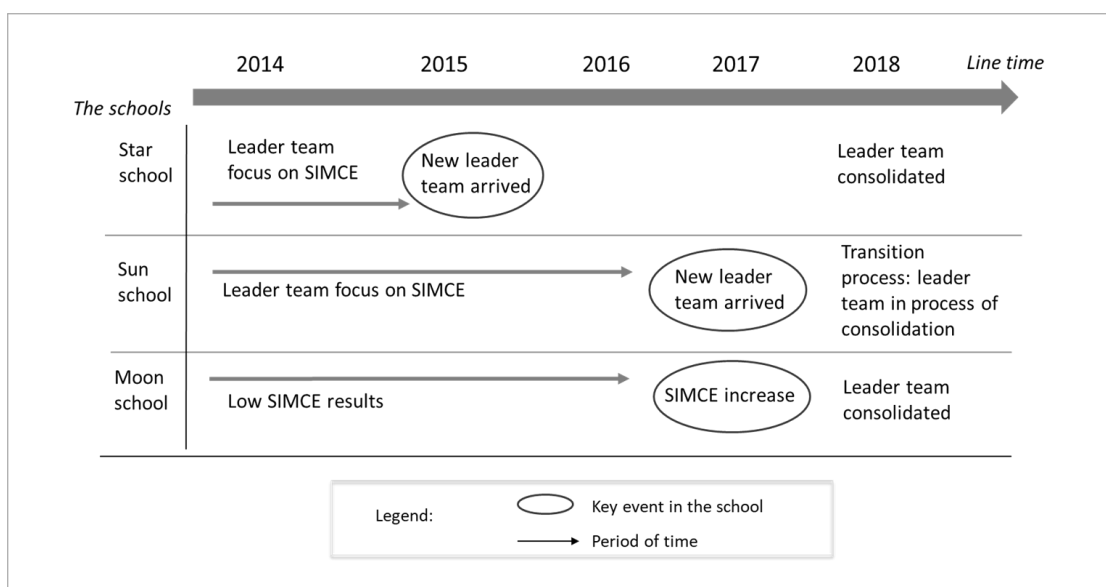 2014 2015 2016 2017 2018 Line time
The schools
Star
school
Leader team
focus on SIMCE
New leader
team arrived
Leader team
consolidated
Sun
school
Leader team focus on SIMCE
New leader
team arrived
Transition
process: leader
team in process of
consolidation
Moon
school
Low SIMCE results
SIMCE increase
Leader team
consolidated
Legend:
Key event in the school
Period of time